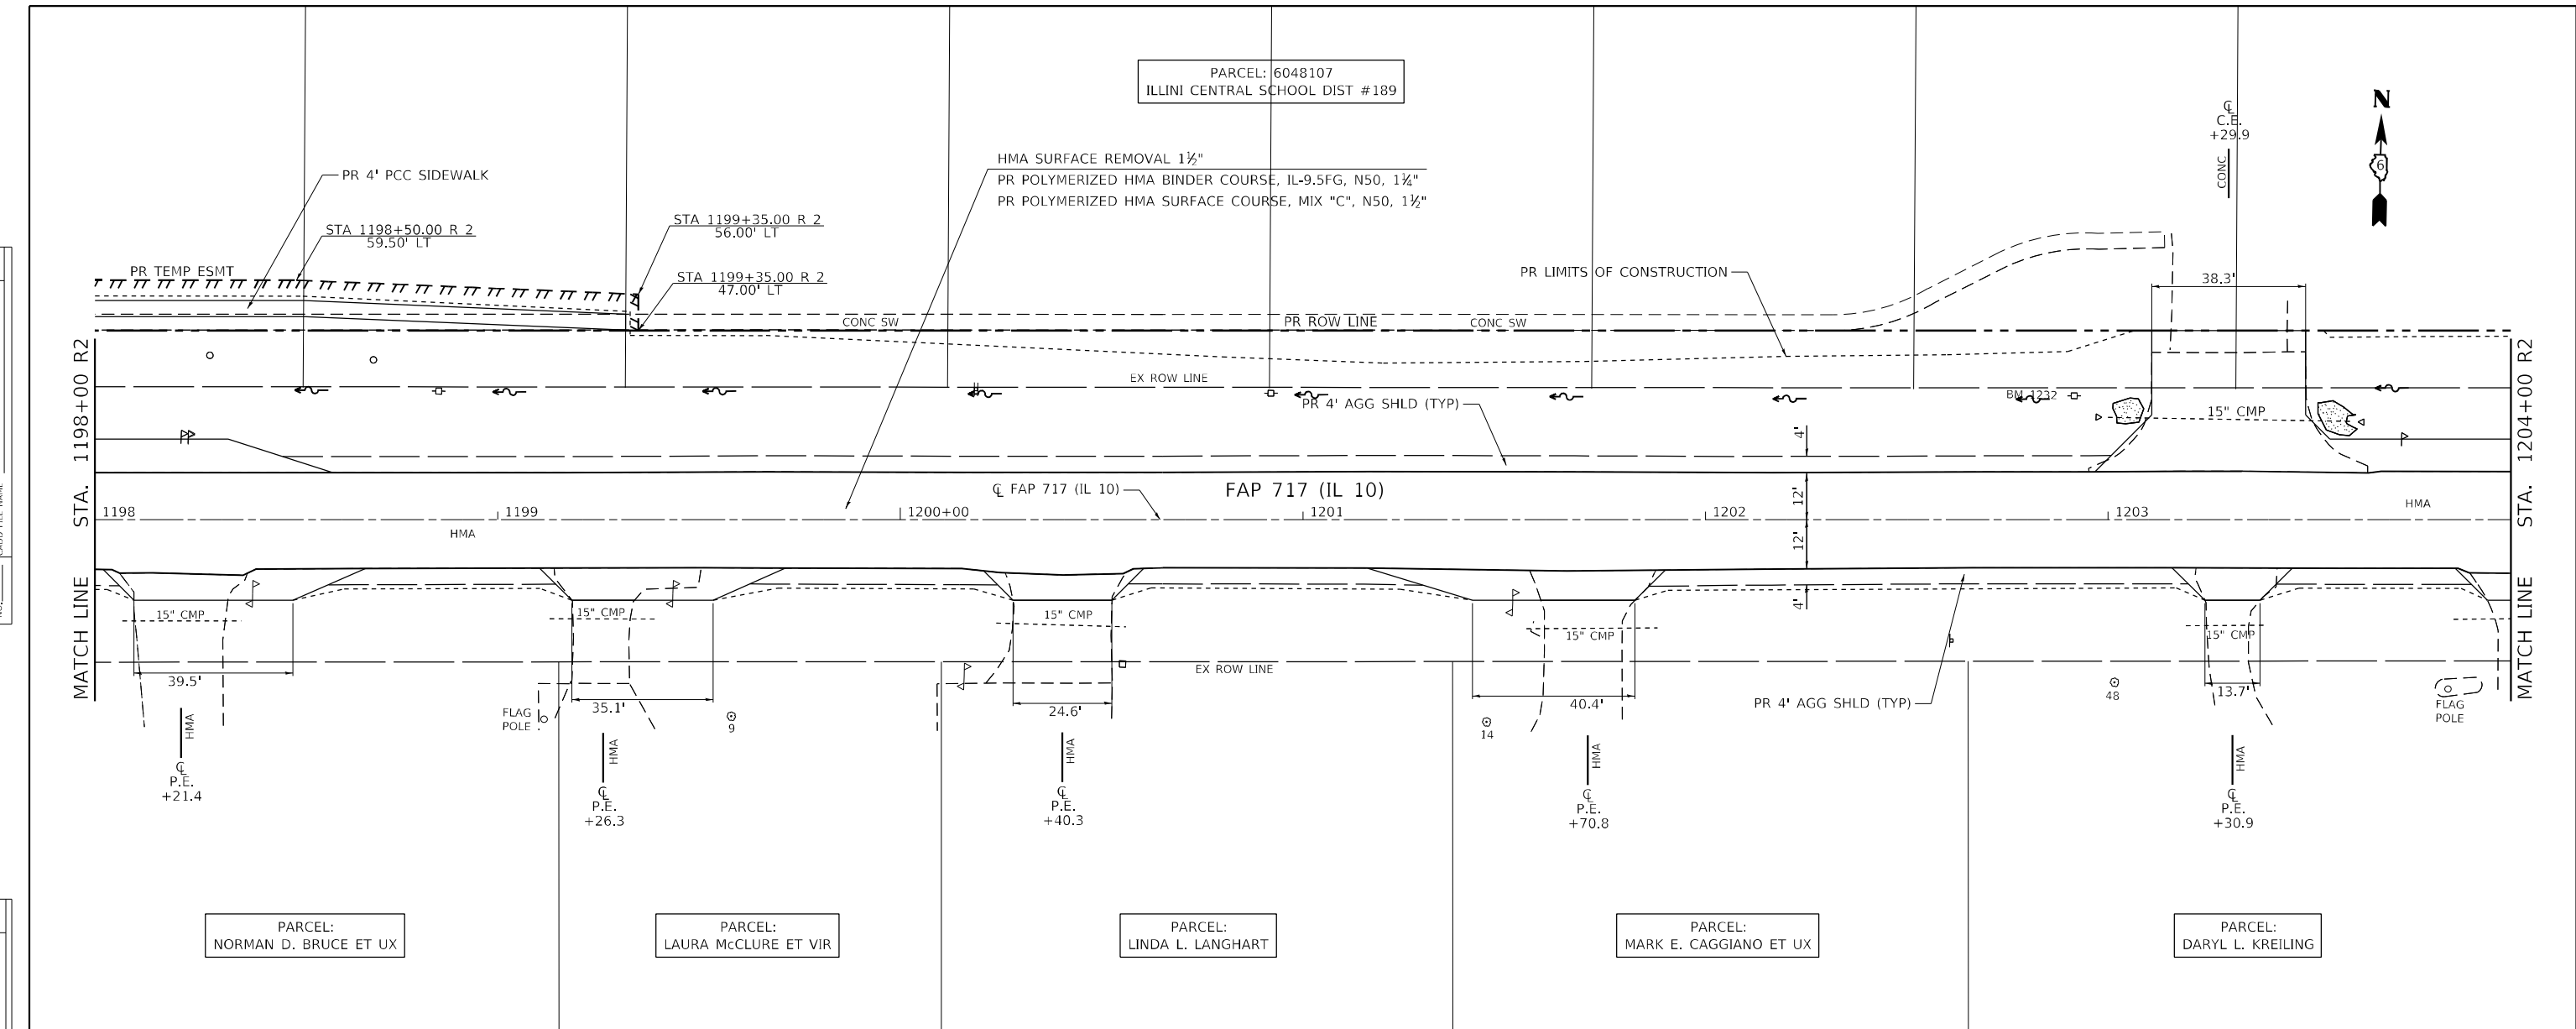 PARCEL: 6048107
ILLINI CENTRAL SCHOOL DIST #189
N
6
℄
C.E.
+29.9
CONC
HMA SURFACE REMOVAL 1½"
PR POLYMERIZED HMA BINDER COURSE, IL-9.5FG, N50, 1¼"
PR POLYMERIZED HMA SURFACE COURSE, MIX "C", N50, 1½"
PR 4' PCC SIDEWALK
STA 1198+50.00 R 2
59.50' LT
STA 1199+35.00 R 2
56.00' LT
PR TEMP ESMT
STA 1199+35.00 R 2
47.00' LT
PR LIMITS OF CONSTRUCTION
38.3'
CONC SW
PR ROW LINE
CONC SW
EX ROW LINE
BM 1232
PR 4' AGG SHLD (TYP)
15" CMP
4'
MATCH LINE STA. 1198+00 R2
MATCH LINE STA. 1204+00 R2
℄ FAP 717 (IL 10)
FAP 717 (IL 10)
12'
1198
1199
1200+00
1201
1202
1203
HMA
HMA
12'
4'
15" CMP
15" CMP
15" CMP
15" CMP
15" CMP
EX ROW LINE
39.5'
35.1'
24.6'
40.4'
13.7'
PR 4' AGG SHLD (TYP)
FLAG
POLE
9
14
48
FLAG
POLE
HMA
℄
P.E.
+21.4
HMA
℄
P.E.
+26.3
HMA
℄
P.E.
+40.3
HMA
℄
P.E.
+70.8
HMA
℄
P.E.
+30.9
PARCEL:
NORMAN D. BRUCE ET UX
PARCEL:
LAURA McCLURE ET VIR
PARCEL:
LINDA L. LANGHART
PARCEL:
MARK E. CAGGIANO ET UX
PARCEL:
DARYL L. KREILING